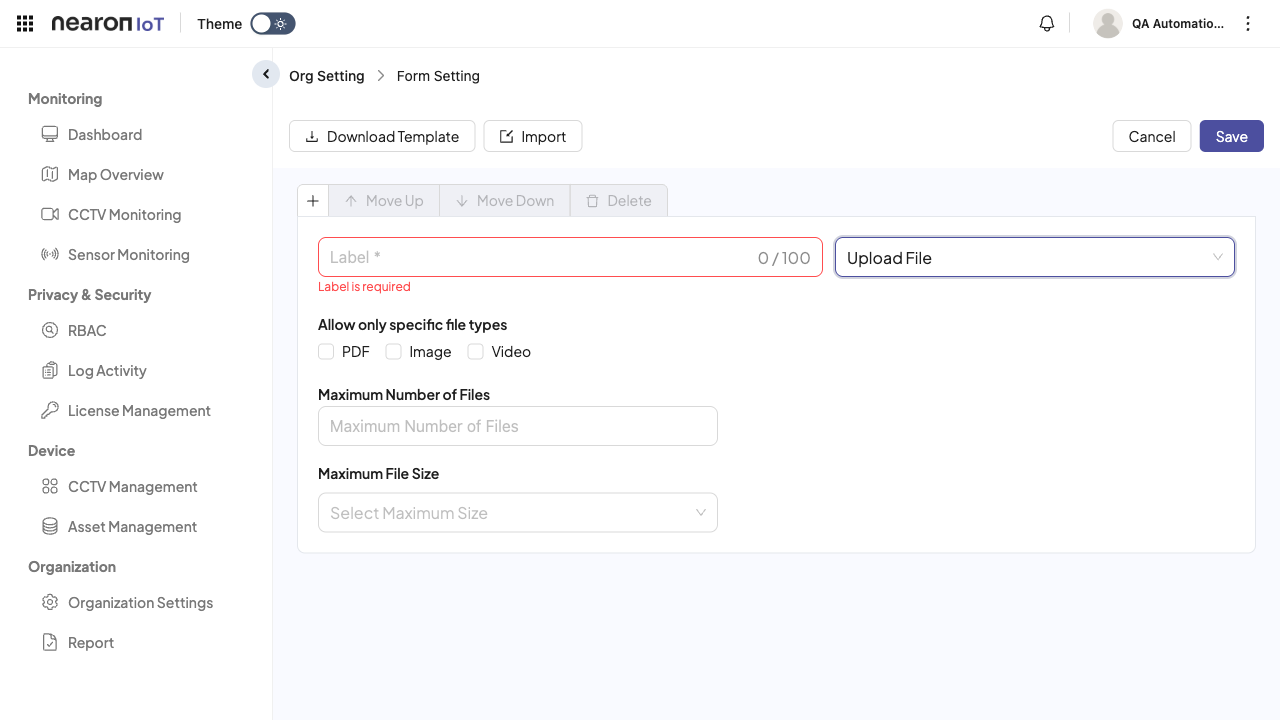 nearon IoT
Theme
QA Automatio...
Org Setting
Form Setting
Monitoring
Dashboard
Map Overview
CCTV Monitoring
Sensor Monitoring
Privacy & Security
RBAC
Log Activity
License Management
Device
CCTV Management
Asset Management
Organization
Organization Settings
Report
Download Template
Import
Cancel
Save
Move Up
Move Down
Delete
Label *
0 / 100
Upload File
Label is required
Allow only specific file types
PDF
Image
Video
Maximum Number of Files
Maximum Number of Files
Maximum File Size
Select Maximum Size